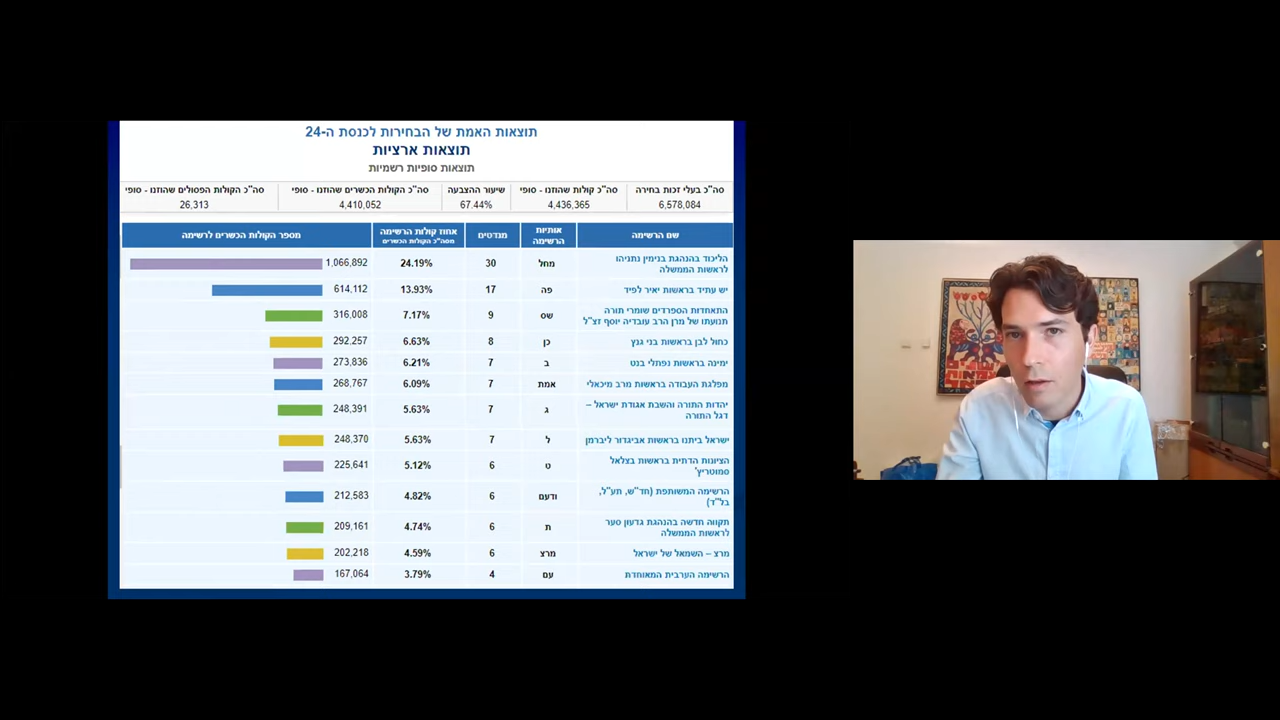 תוצאות האמת של הבחירות לכנסת ה-24
תוצאות ארציות
תוצאות סופיות רשמיות
סה"כ בעלי זכות בחירה סה"כ קולות שהוזנו - סופי שיעור ההצבעה סה"כ הקולות הכשרים שהוזנו - סופי סה"כ הקולות הפסולים שהוזנו - סופי
6,578,084 4,436,365 67.44% 4,410,052 26,313
שם הרשימה אותיות הרשימה מנדטים אחוז קולות הרשימה מסה"כ הקולות הכשרים מספר הקולות הכשרים לרשימה
הליכוד בהנהגת בנימין נתניהו
לראשות הממשלה מחל 30 24.19% 1,066,892
יש עתיד בראשות יאיר לפיד פה 17 13.93% 614,112
התאחדות הספרדים שומרי תורה
תנועתו של מרן הרב עובדיה יוסף זצ"ל שס 9 7.17% 316,008
כחול לבן בראשות בני גנץ כן 8 6.63% 292,257
ימינה בראשות נפתלי בנט ב 7 6.21% 273,836
מפלגת העבודה בראשות מרב מיכאלי אמת 7 6.09% 268,767
יהדות התורה והשבת אגודת ישראל –
דגל התורה ג 7 5.63% 248,391
ישראל ביתנו בראשות אביגדור ליברמן ל 7 5.63% 248,370
הציונות הדתית בראשות בצלאל
סמוטריץ' ט 6 5.12% 225,641
הרשימה המשותפת (חד"ש, תע"ל,
בל"ד) ודעם 6 4.82% 212,583
תקווה חדשה בהנהגת גדעון סער
לראשות הממשלה ת 6 4.74% 209,161
מרצ – השמאל של ישראל מרצ 6 4.59% 202,218
הרשימה הערבית המאוחדת עם 4 3.79% 167,064